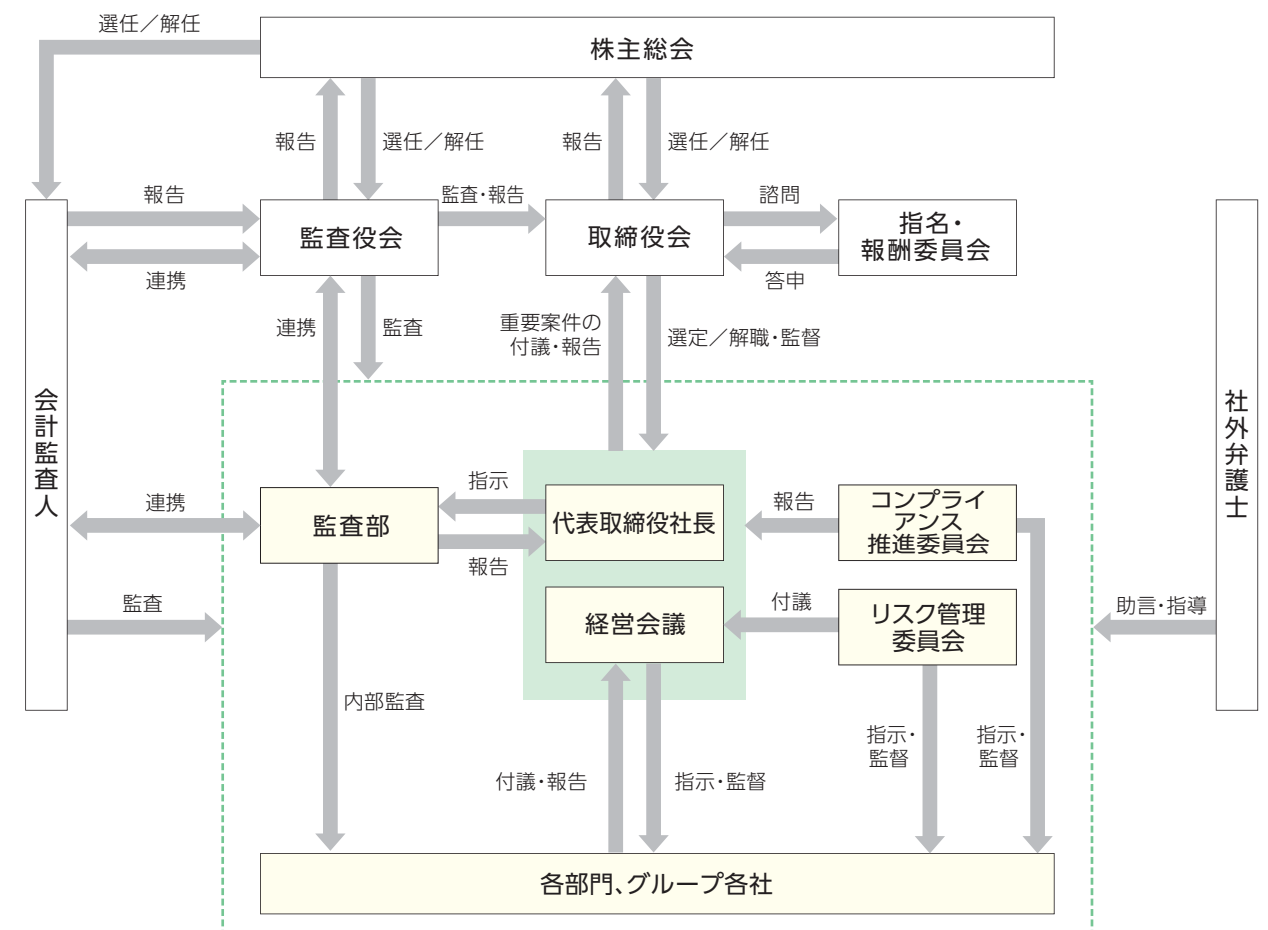 選任／解任
株主総会
報告
選任／解任
報告
選任／解任
報告
監査・報告
諮問
監査役会
取締役会
指名・
報酬委員会
連携
答申
連携
監査
重要案件の
付議・報告
選定／解職・監督
会計監査人
社外弁護士
連携
監査部
指示
報告
代表取締役社長
報告
コンプライ
アンス
推進委員会
監査
経営会議
付議
リスク管理
委員会
助言・指導
内部監査
付議・報告
指示・監督
指示・
監督
指示・
監督
各部門、グループ各社